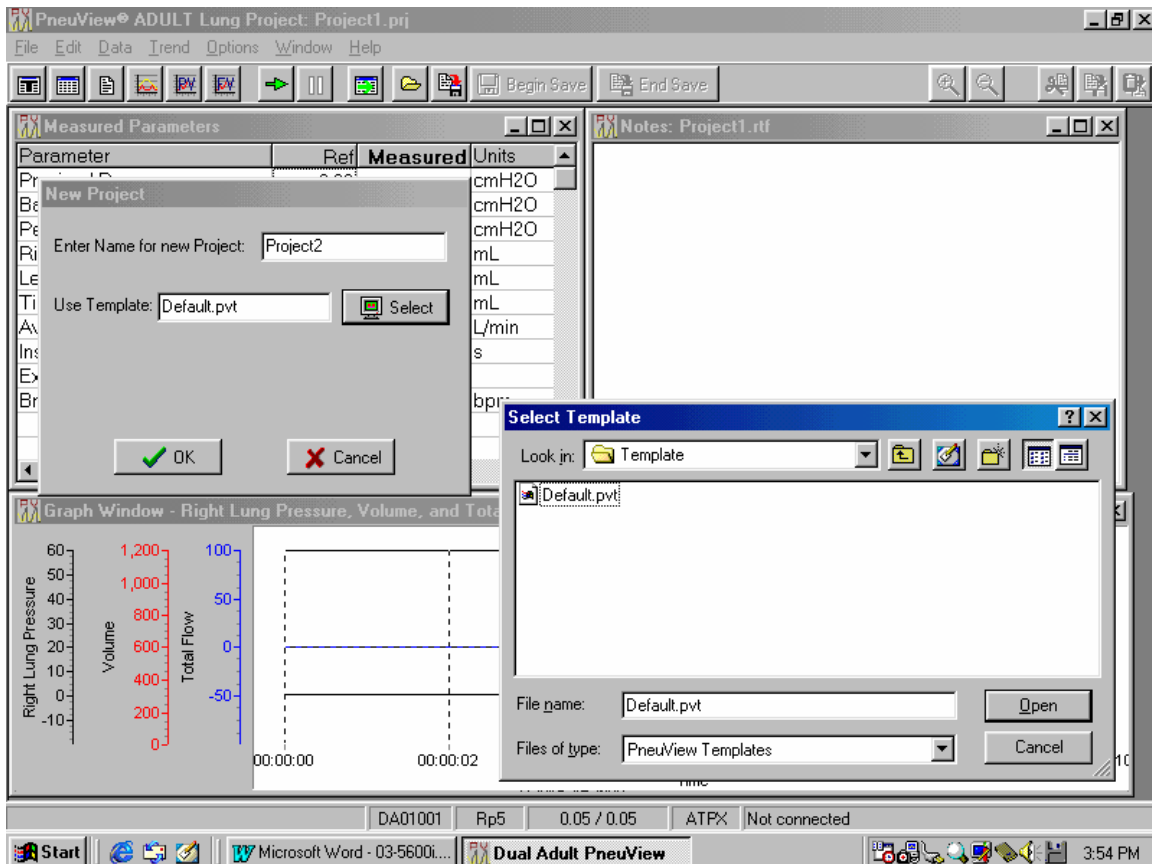 PneuView® ADULT Lung Project: Project1.prj
File Edit Data Trend Options Window Help
Begin Save End Save
Measured Parameters
Parameter Ref Measured Units
cmH2O
cmH2O
cmH2O
mL
mL
mL
L/min
s
bpm
Notes: Project1.rtf
New Project
Enter Name for new Project: Project2
Use Template: Default.pvt Select
OK Cancel
Select Template
Look in: Template
Default.pvt
File name: Default.pvt Open
Files of type: PneuView Templates Cancel
Graph Window - Right Lung Pressure, Volume, and Tota
Right Lung Pressure
60
50
40
30
20
10
0
-10
Volume
1,200
1,000
800
600
400
200
0
Total Flow
100
50
0
-50
00:00:00 00:00:02
Time
DA01001 Rp5 0.05 / 0.05 ATPX Not connected
Start Microsoft Word - 03-5600i.... Dual Adult PneuView 3:54 PM